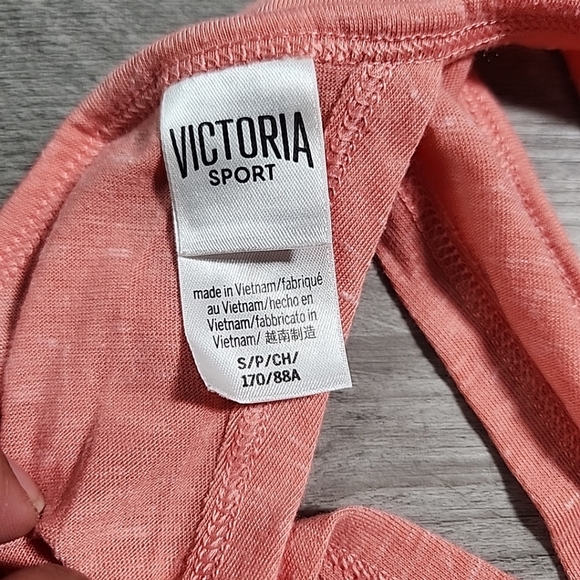 VICTORIA
SPORT
made in Vietnam/fabriqué
au Vietnam/hecho en
Vietnam/fabbricato in
Vietnam/ 越南制造
S/P/CH/
170/88A